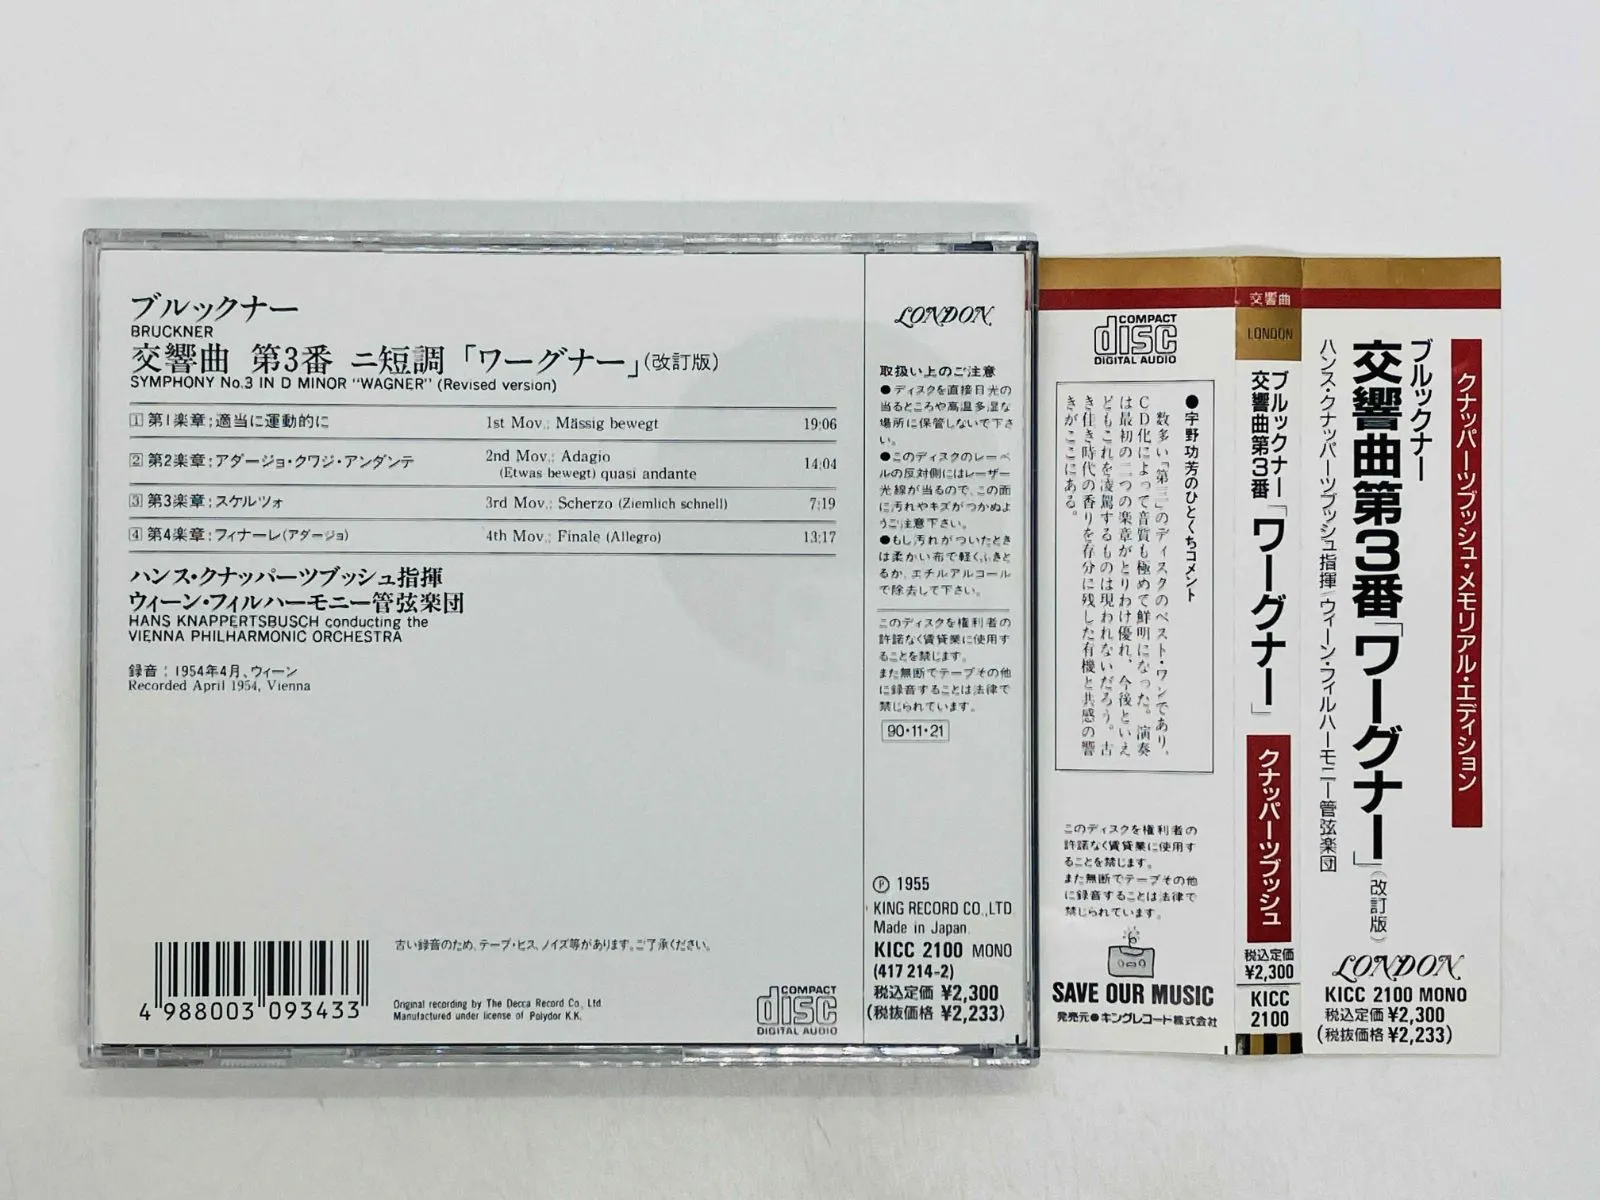 ブルックナー
BRUCKNER
交響曲 第3番 ニ短調「ワーグナー」(改訂版)
SYMPHONY No.3 IN D MINOR "WAGNER" (Revised version)
1 第1楽章;適当に運動的に 1st Mov.; Mässig bewegt 19:06
2 第2楽章;アダージョ・クワジ・アンダンテ 2nd Mov.; Adagio 14:04
(Etwas bewegt) quasi andante
3 第3楽章;スケルツォ 3rd Mov.; Scherzo (Ziemlich schnell) 7:19
4 第4楽章;フィナーレ(アダージョ) 4th Mov.; Finale (Allegro) 13:17
ハンス・クナッパーツブッシュ指揮
ウィーン・フィルハーモニー管弦楽団
HANS KNAPPERTSBUSCH conducting the
VIENNA PHILHARMONIC ORCHESTRA
録音:1954年4月、ウィーン
Recorded April 1954, Vienna
4 988003 093433
古い録音のため、テープ・ヒス、ノイズ等があります。ご了承ください。
Original recording by The Decca Record Co., Ltd
Manufactured under license of Polydor K.K.
COMPACT
disc
DIGITAL AUDIO
LONDON
取扱い上のご注意
●ディスクを直接日光の
当るところや高温多湿な
場所に保管しないで下さ
い。
●このディスクのレーベ
ルの反対側にはレーザー
光線が当るので、この面
に汚れやキズがつかぬよ
うご注意下さい。
●もし汚れがついたとき
は柔かい布で軽くふきと
るか、エチルアルコール
で除去して下さい。
このディスクを権利者の
許諾なく賃貸業に使用す
ることを禁じます。
また無断でテープその他
に録音することは法律で
禁じられています。
90・11・21
Ⓟ 1955
KING RECORD CO.,LTD
Made in Japan
KICC 2100 MONO
(417 214-2)
税込定価 ¥2,300
(税抜価格 ¥2,233)
COMPACT
disc
DIGITAL AUDIO
●宇野功芳のひとくちコメント
数多い「第三」のディスクのベスト・ワンであり、
CD化によって音質も極めて鮮明になった。演奏
は最初の二つの楽章がとりわけ優れ、今後といえ
どもこれを凌駕するものは現われないだろう。古
き佳き時代の香りを存分に残した有機と共感の響
きがここにある。
このディスクを権利者の
許諾なく賃貸業に使用す
ることを禁じます。
また無断でテープその他
に録音することは法律で
禁じられています。
SAVE OUR MUSIC
発売元●キングレコード株式会社
交響曲
LONDON
ブルックナー
交響曲第3番「ワーグナー」
クナッパーツブッシュ
税込定価
¥2,300
KICC
2100
クナッパーツブッシュ・メモリアル・エディション
ブルックナー
交響曲第3番「ワーグナー」(改訂版)
ハンス・クナッパーツブッシュ指揮/ウィーン・フィルハーモニー管弦楽団
LONDON
KICC 2100 MONO
税込定価 ¥2,300
(税抜価格 ¥2,233)